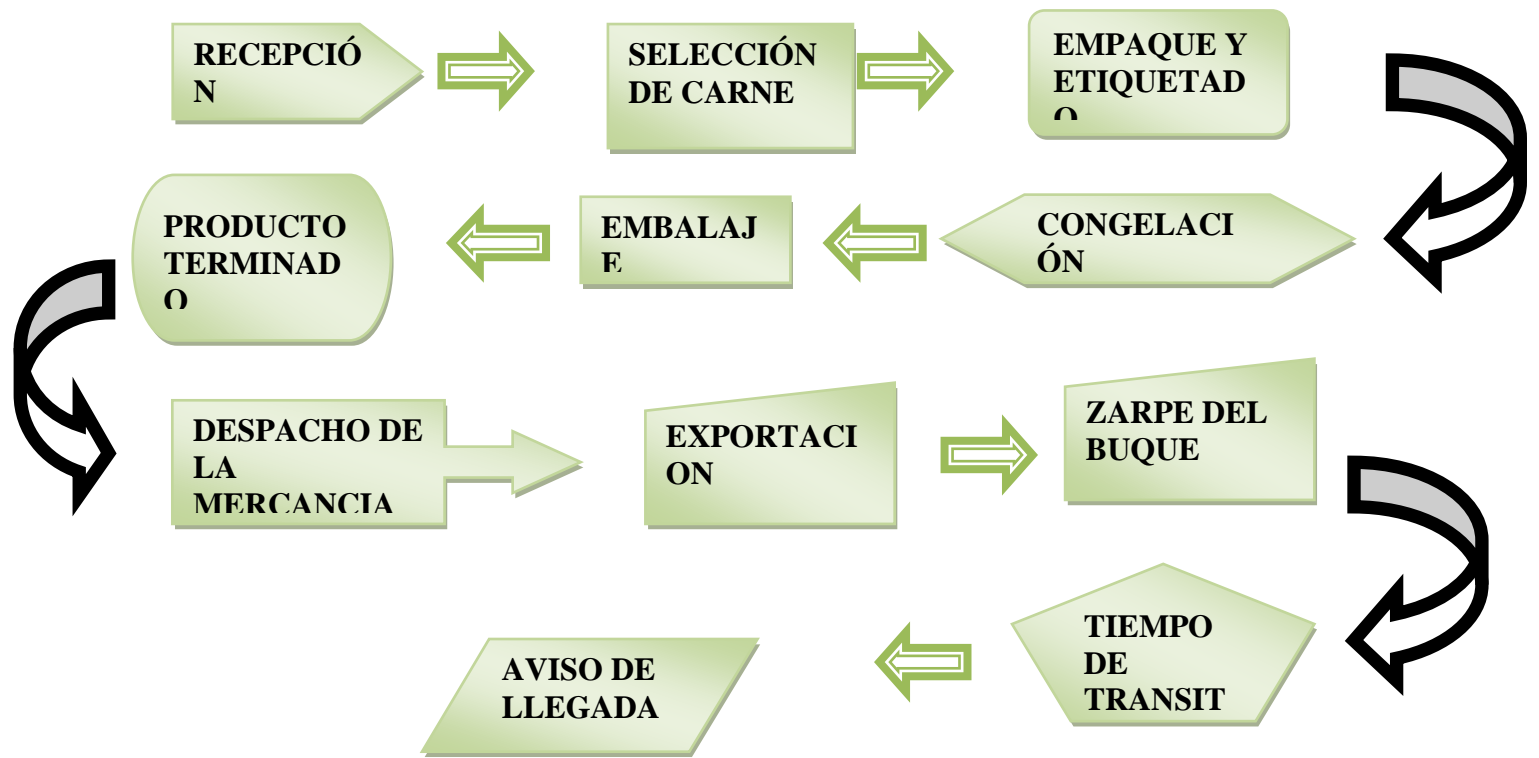 RECEPCIÓ
N
SELECCIÓN
DE CARNE
EMPAQUE Y
ETIQUETAD
O
CONGELACI
ÓN
EMBALAJ
E
PRODUCTO
TERMINAD
O
DESPACHO DE
LA
MERCANCIA
EXPORTACI
ON
ZARPE DEL
BUQUE
TIEMPO
DE
TRANSIT
AVISO DE
LLEGADA